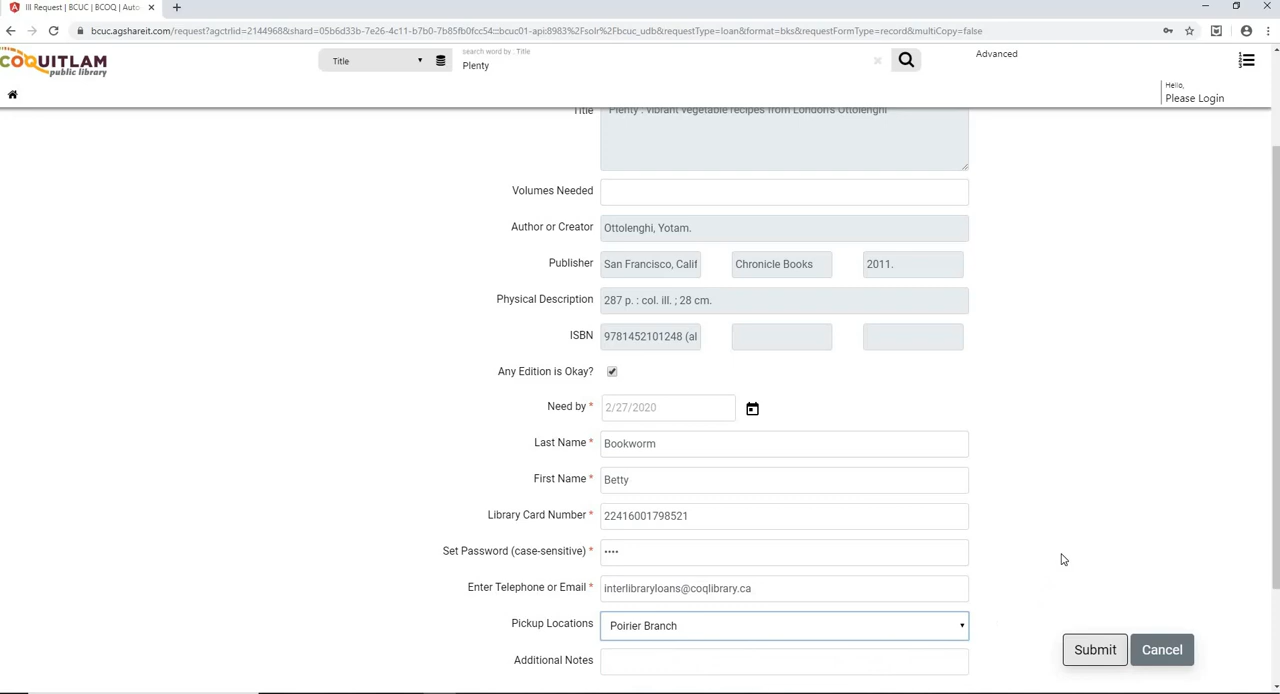 Ill Request | BCUC | BCOQ | Auto
bcuc.agshareit.com/request?agctrlid=21449688&shard=05b6d33b-7e26-4c11-b7b0-7b85fb0fcc54::bcuc01-api:8983%2Fsolr%2Fbcuc_udb&requestType=loan&format=bks&requestFormType=record&multiCopy=false
COQUITLAM
public library
Title
search word by : Title
Plenty
Advanced
Hello,
Please Login
Title Plenty : vibrant vegetable recipes from London's Ottolenghi
Volumes Needed
Author or Creator Ottolenghi, Yotam.
Publisher San Francisco, Calif Chronicle Books 2011.
Physical Description 287 p. : col. ill. ; 28 cm.
ISBN 9781452101248 (al
Any Edition is Okay?
Need by * 2/27/2020
Last Name * Bookworm
First Name * Betty
Library Card Number * 22416001798521
Set Password (case-sensitive) * ••••
Enter Telephone or Email * interlibraryloans@coqlibrary.ca
Pickup Locations Poirier Branch
Submit Cancel
Additional Notes